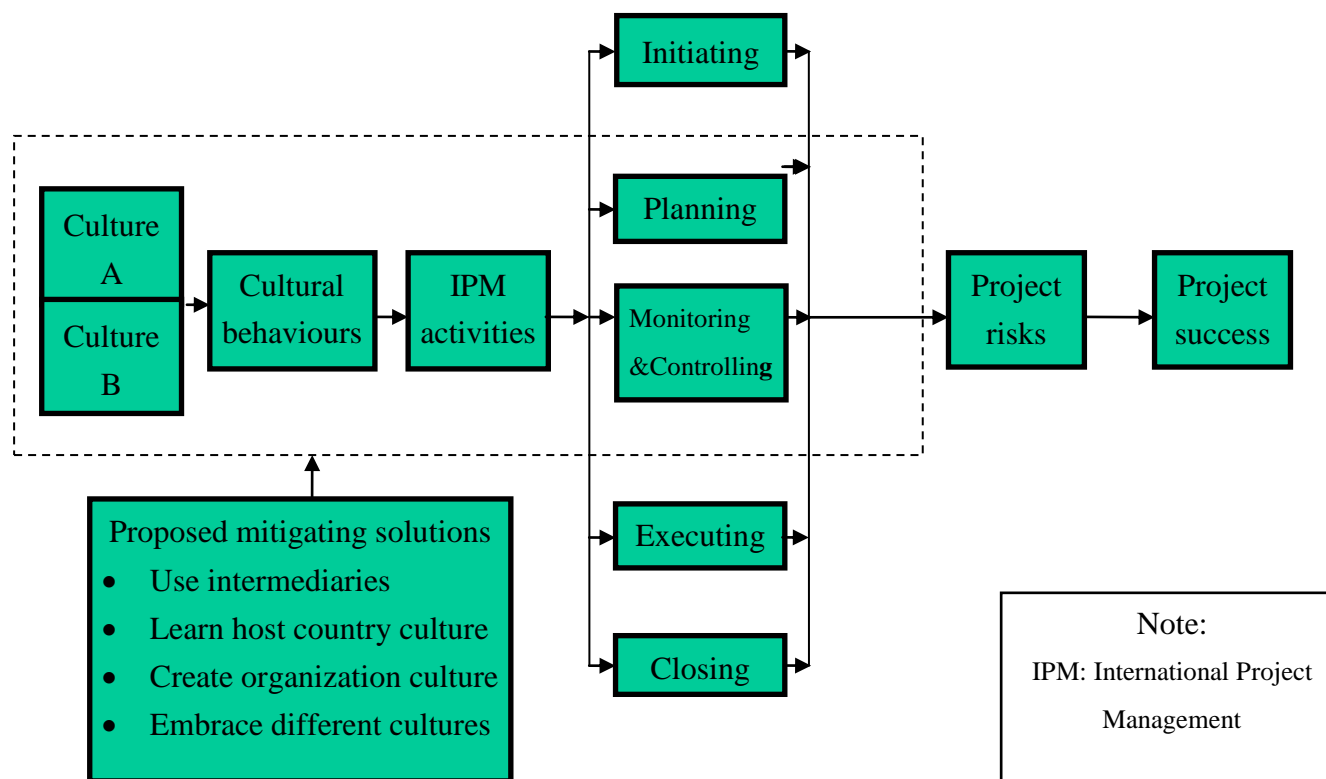 Initiating
Culture
A
Culture
B
Cultural
behaviours
IPM
activities
Planning
Monitoring
&Controlling
Project
risks
Project
success
Executing
Closing
Proposed mitigating solutions
• Use intermediaries
• Learn host country culture
• Create organization culture
• Embrace different cultures
Note:
IPM: International Project
Management